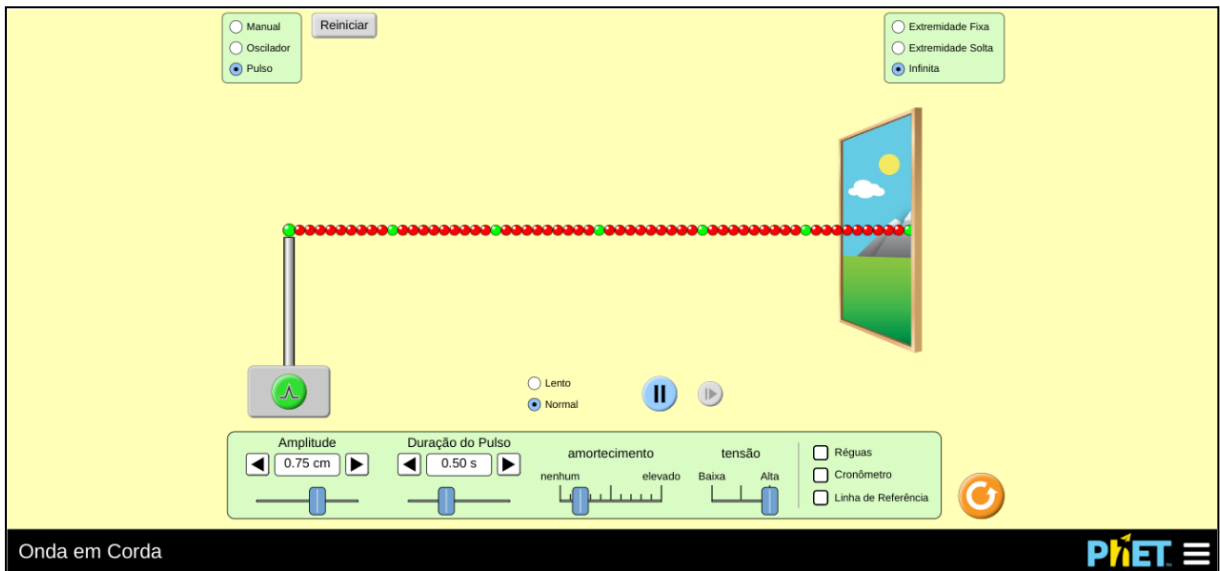 Manual
Oscilador
Pulso
Reiniciar
Extremidade Fixa
Extremidade Solta
Infinita
Lento
Normal
Amplitude
0.75 cm
Duração do Pulso
0.50 s
amortecimento
nenhum elevado
tensão
Baixa Alta
Réguas
Cronômetro
Linha de Referência
Onda em Corda
PhET